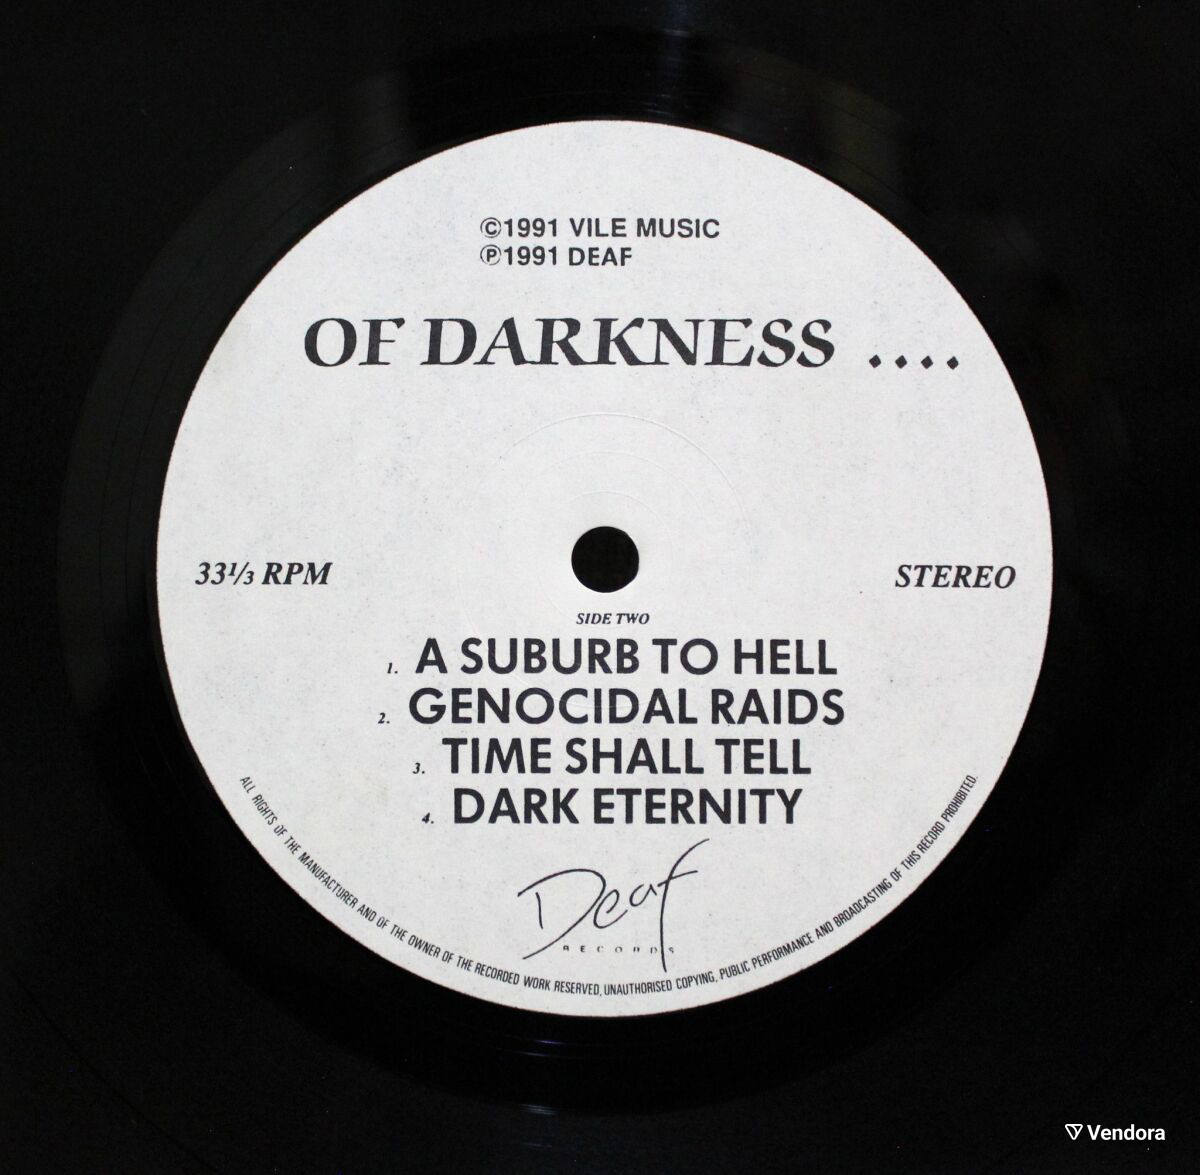 ©1991 VILE MUSIC
℗1991 DEAF
OF DARKNESS ....
33⅓ RPM
STEREO
SIDE TWO
1. A SUBURB TO HELL
2. GENOCIDAL RAIDS
3. TIME SHALL TELL
4. DARK ETERNITY
Deaf
RECORDS
ALL RIGHTS OF THE MANUFACTURER AND OF THE OWNER OF THE RECORDED WORK RESERVED, UNAUTHORISED COPYING, PUBLIC PERFORMANCE AND BROADCASTING OF THIS RECORD PROHIBITED.
Vendora